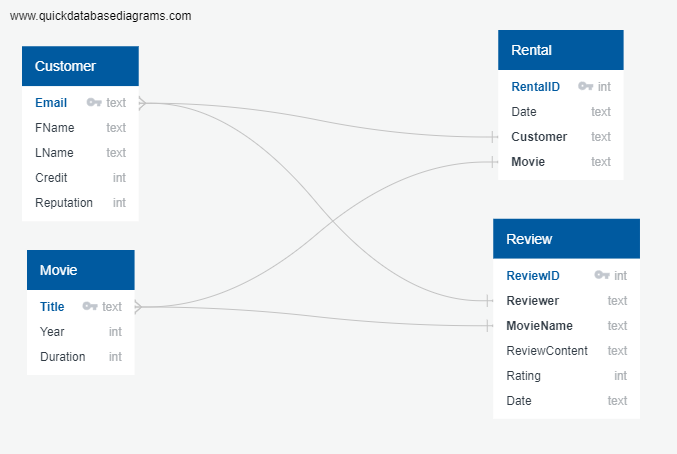 www.quickdatabasediagrams.com
Customer
Email text
FName text
LName text
Credit int
Reputation int
Movie
Title text
Year int
Duration int
Rental
RentalID int
Date text
Customer text
Movie text
Review
ReviewID int
Reviewer text
MovieName text
ReviewContent text
Rating int
Date text